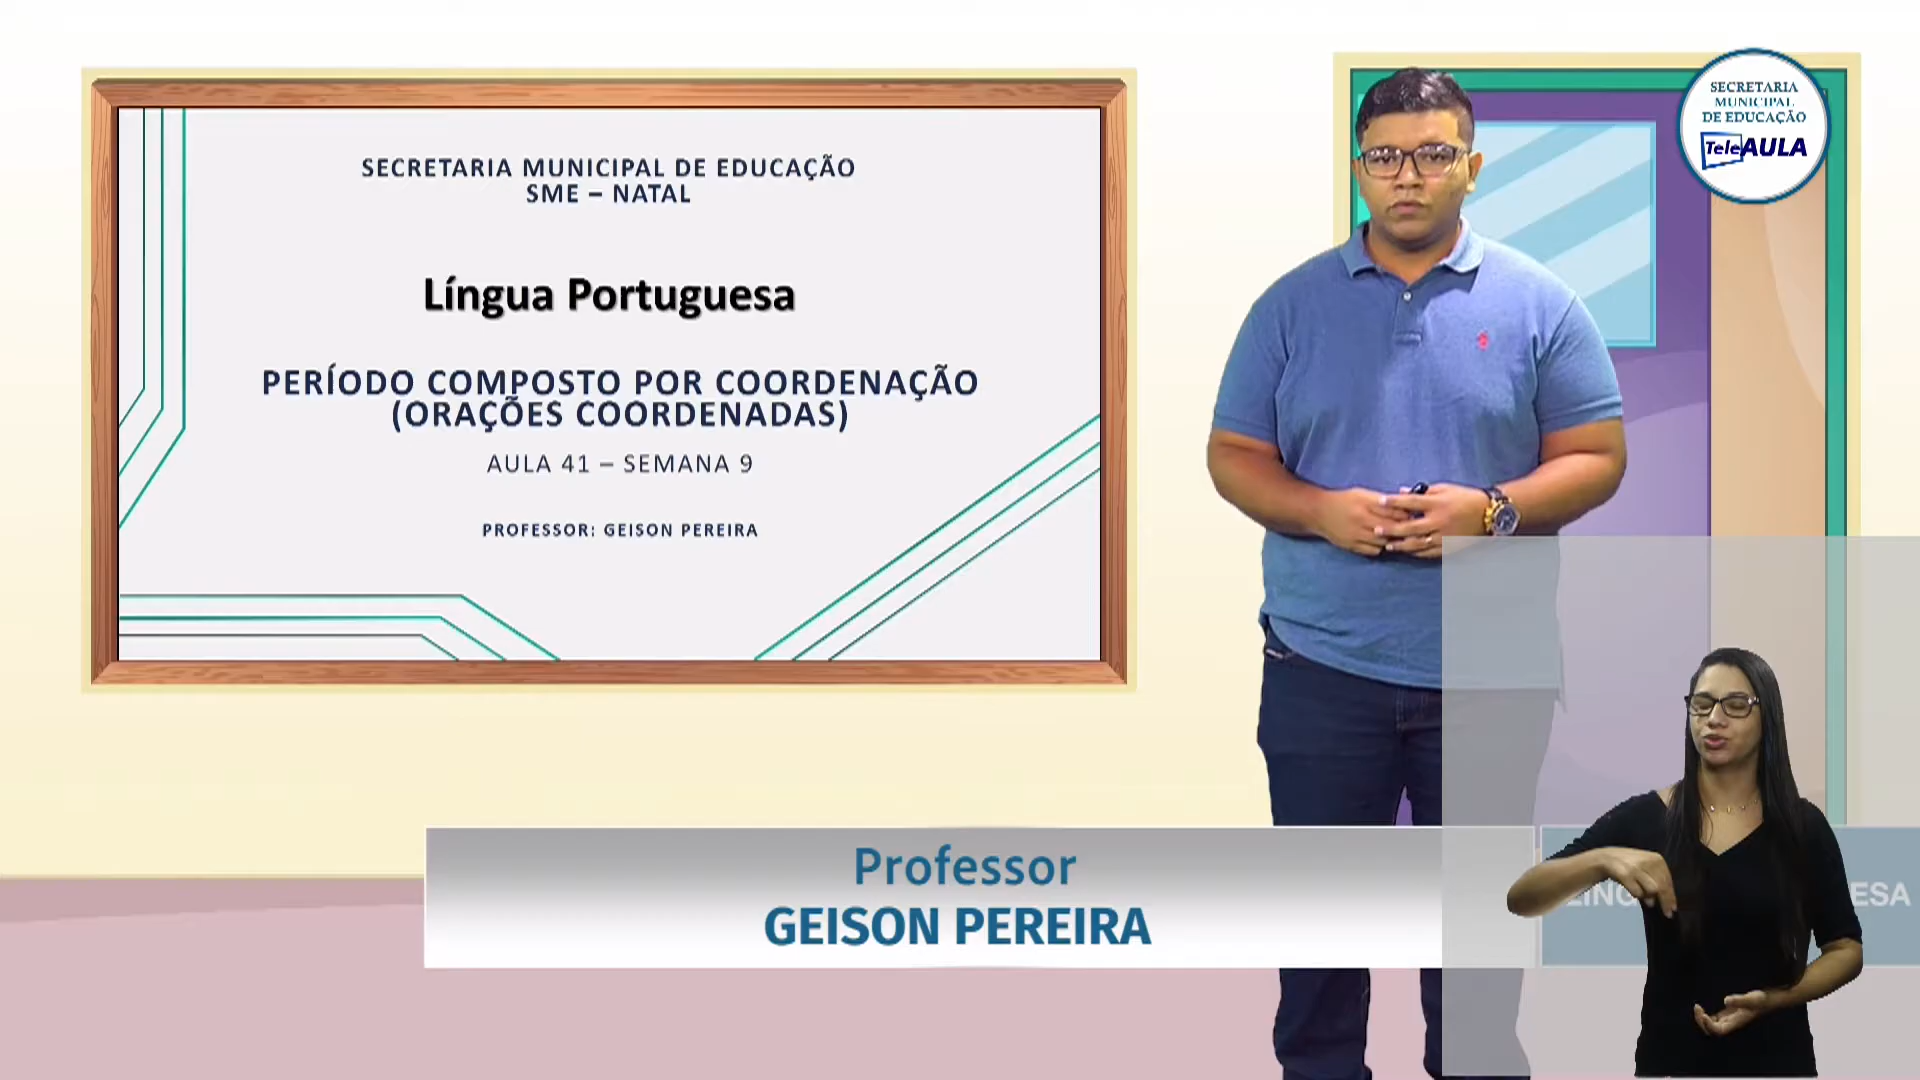 SECRETARIA MUNICIPAL DE EDUCAÇÃO
SME – NATAL
Língua Portuguesa
PERÍODO COMPOSTO POR COORDENAÇÃO
(ORAÇÕES COORDENADAS)
AULA 41 – SEMANA 9
PROFESSOR: GEISON PEREIRA
SECRETARIA
MUNICIPAL
DE EDUCAÇÃO
TeleAULA
Professor
GEISON PEREIRA